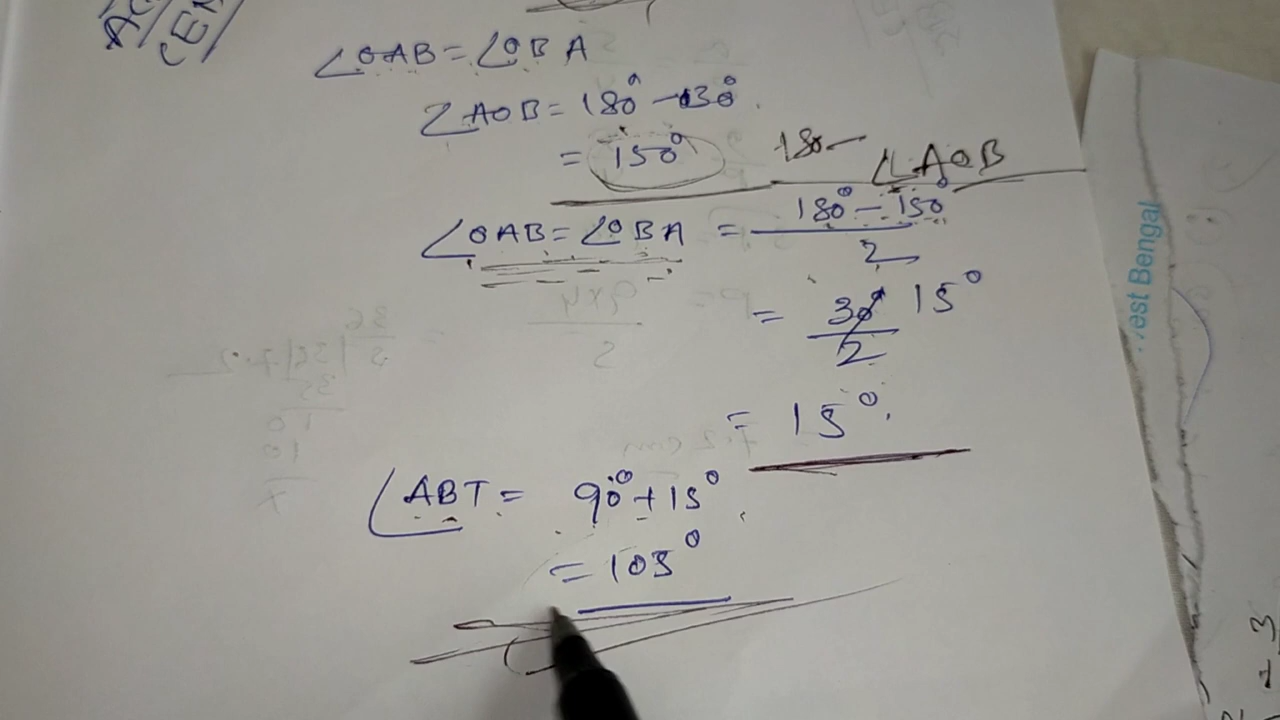 ∠OAB = ∠OBA
∠AOB = 180° - 30°.
= 150°
180 - ∠AOB
∠OAB = ∠OBA = 180° - 150°
2
= 30° 15°
2
= 15°.
∠ABT = 90° + 15°
= 105°
West Bengal